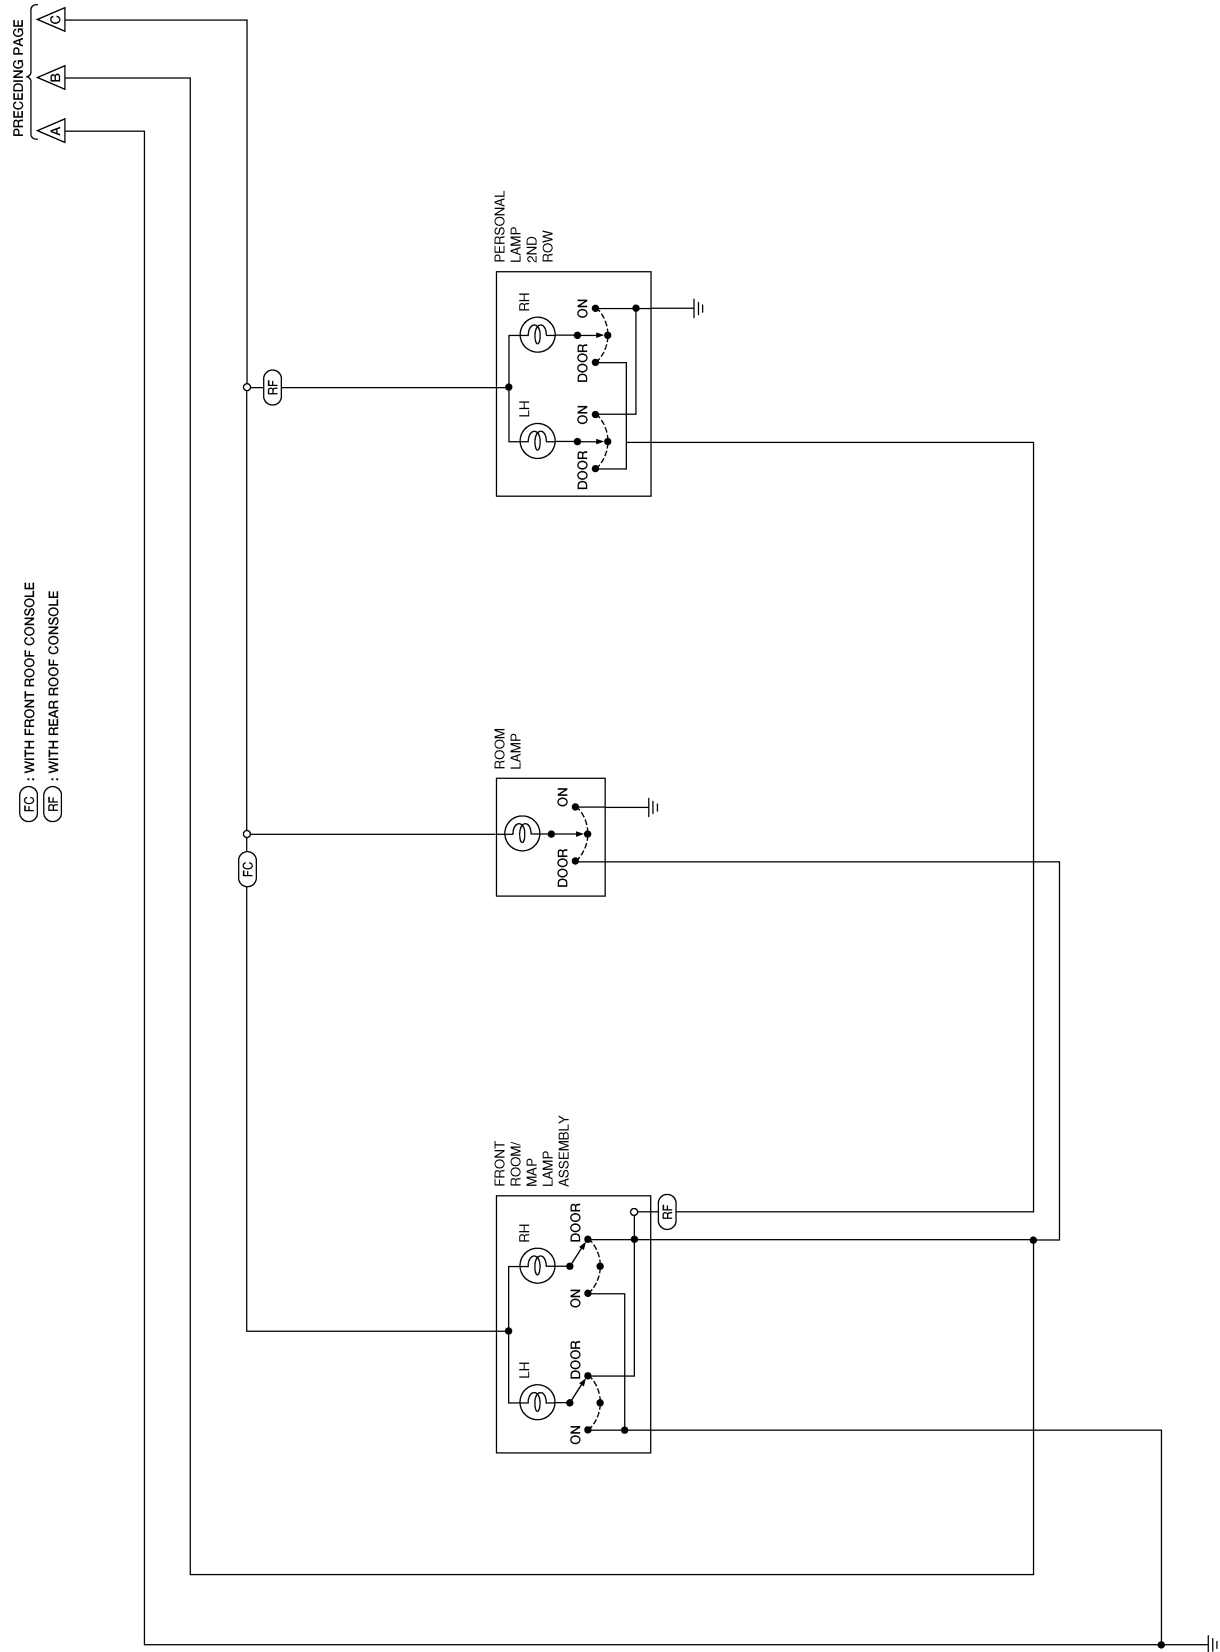 PRECEDING PAGE
A
B
C
FC : WITH FRONT ROOF CONSOLE
RF : WITH REAR ROOF CONSOLE
FC
RF
FRONT
ROOM/
MAP
LAMP
ASSEMBLY
LH
RH
ON
DOOR
ON
DOOR
RF
ROOM
LAMP
DOOR
ON
PERSONAL
LAMP
2ND
ROW
LH
RH
DOOR
ON
DOOR
ON